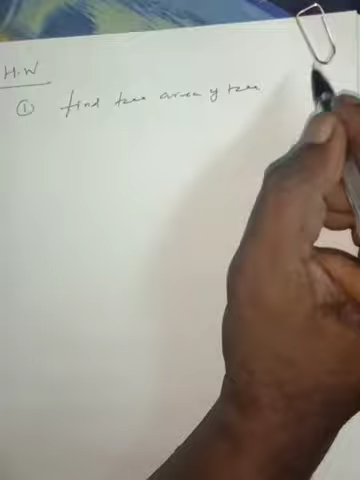 H.W
① find the area of the